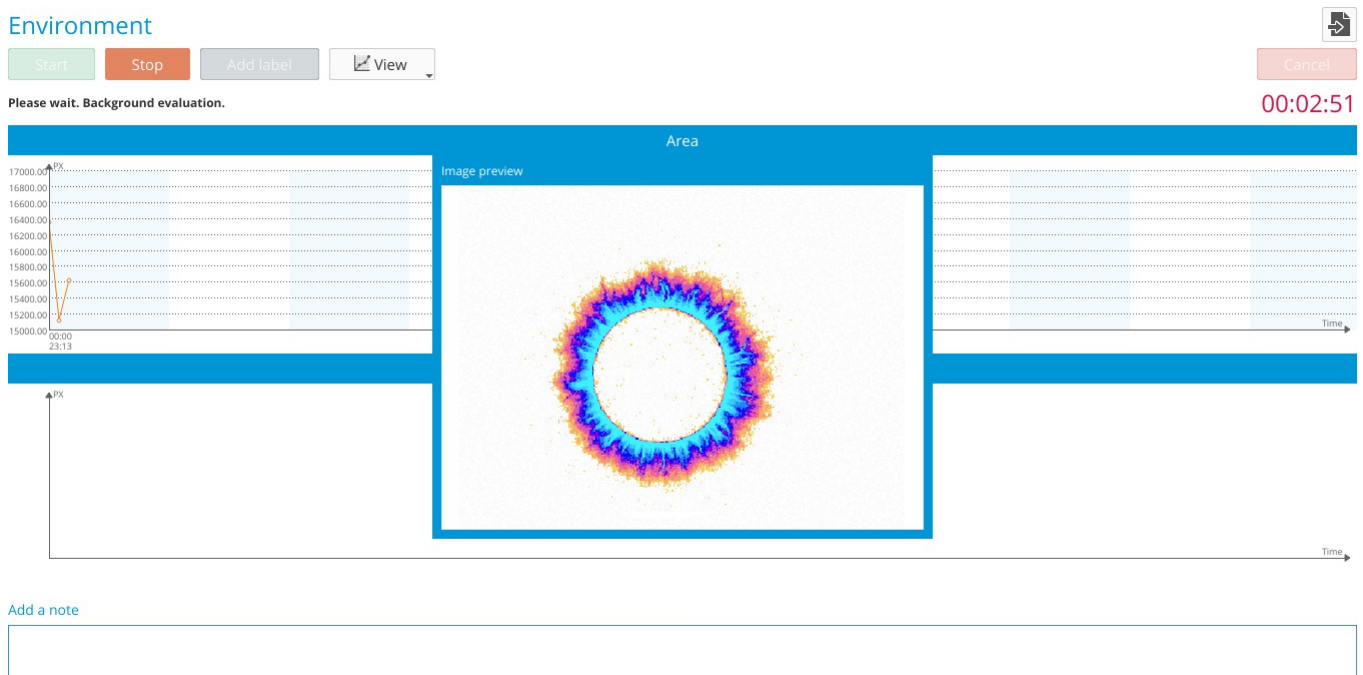 Environment
Start
Stop
Add label
View
Cancel
Please wait. Background evaluation.
00:02:51
Area
Image preview
PX
17000.00
16800.00
16600.00
16400.00
16200.00
16000.00
15800.00
15600.00
15400.00
15200.00
15000.00
00:00
23:13
Time
PX
Time
Add a note